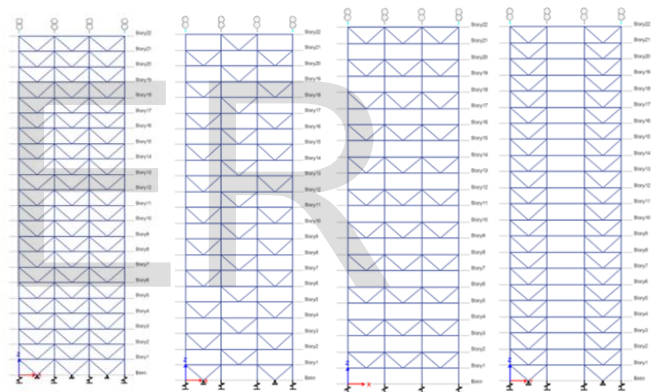 Story22
Story21
Story20
Story19
Story18
Story17
Story16
Story15
Story14
Story13
Story12
Story11
Story10
Story9
Story8
Story7
Story6
Story5
Story4
Story3
Story2
Story1
Base
Z
X
Story22
Story21
Story20
Story19
Story18
Story17
Story16
Story15
Story14
Story13
Story12
Story11
Story10
Story9
Story8
Story7
Story6
Story5
Story4
Story3
Story2
Story1
Base
Z
X
Story22
Story21
Story20
Story19
Story18
Story17
Story16
Story15
Story14
Story13
Story12
Story11
Story10
Story9
Story8
Story7
Story6
Story5
Story4
Story3
Story2
Story1
Base
Z
X
Story22
Story21
Story20
Story19
Story18
Story17
Story16
Story15
Story14
Story13
Story12
Story11
Story10
Story9
Story8
Story7
Story6
Story5
Story4
Story3
Story2
Story1
Base
Z
X
ER